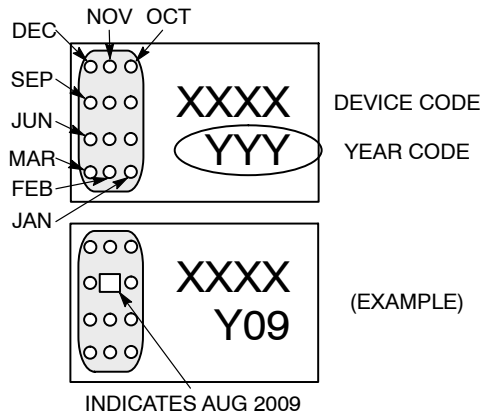 DEC
NOV OCT
SEP
XXXX
DEVICE CODE
JUN
YYY
YEAR CODE
MAR
FEB
JAN
XXXX
(EXAMPLE)
Y09
INDICATES AUG 2009